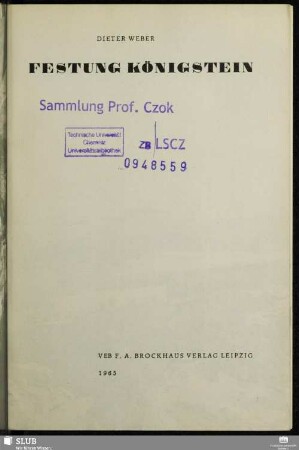 DIETER WEBER
FESTUNG KÖNIGSTEIN
Sammlung Prof. Czok
Technische Universität
Chemnitz
Universitätsbibliothek
ZB LSCZ
0948559
VEB F. A. BROCKHAUS VERLAG LEIPZIG
1965
SLUB